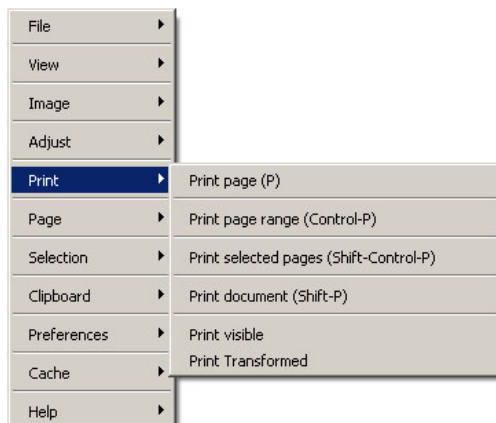 File
View
Image
Adjust
Print
Page
Selection
Clipboard
Preferences
Cache
Help
Print page (P)
Print page range (Control-P)
Print selected pages (Shift-Control-P)
Print document (Shift-P)
Print visible
Print Transformed